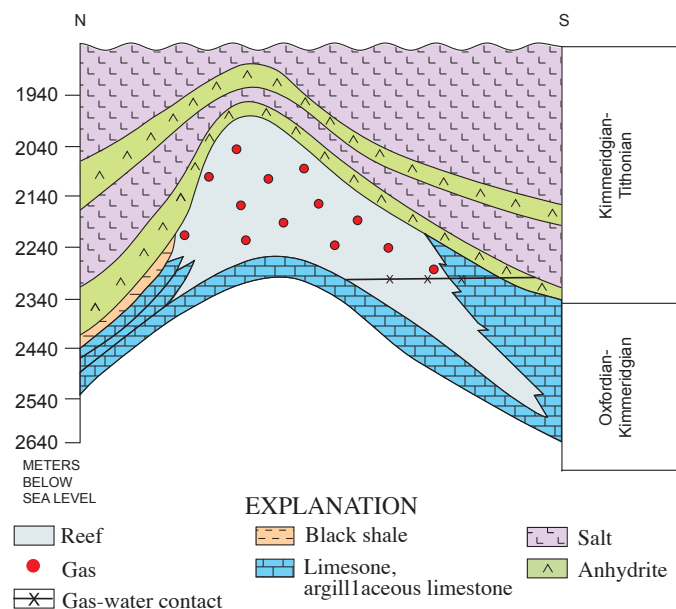 N
S
1940
2040
2140
2240
2340
2440
2540
2640
METERS
BELOW
SEA LEVEL
Kimmeridgian-
Tithonian
Oxfordian-
Kimmeridgian
EXPLANATION
Reef
Gas
Gas-water contact
Black shale
Limesone,
argill1aceous limestone
Salt
Anhydrite